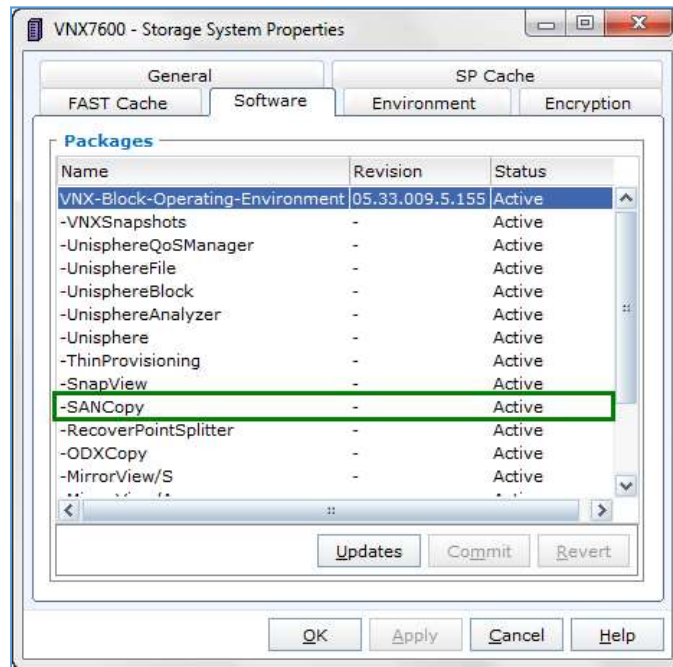 VNX7600 - Storage System Properties
General SP Cache
FAST Cache Software Environment Encryption
Packages
Name Revision Status
VNX-Block-Operating-Environment 05.33.009.5.155 Active
-VNXSnapshots - Active
-UnisphereQoSManager - Active
-UnisphereFile - Active
-UnisphereBlock - Active
-UnisphereAnalyzer - Active
-Unisphere - Active
-ThinProvisioning - Active
-SnapView - Active
-SANCopy - Active
-RecoverPointSplitter - Active
-ODXCopy - Active
-MirrorView/S - Active
Updates Commit Revert
OK Apply Cancel Help